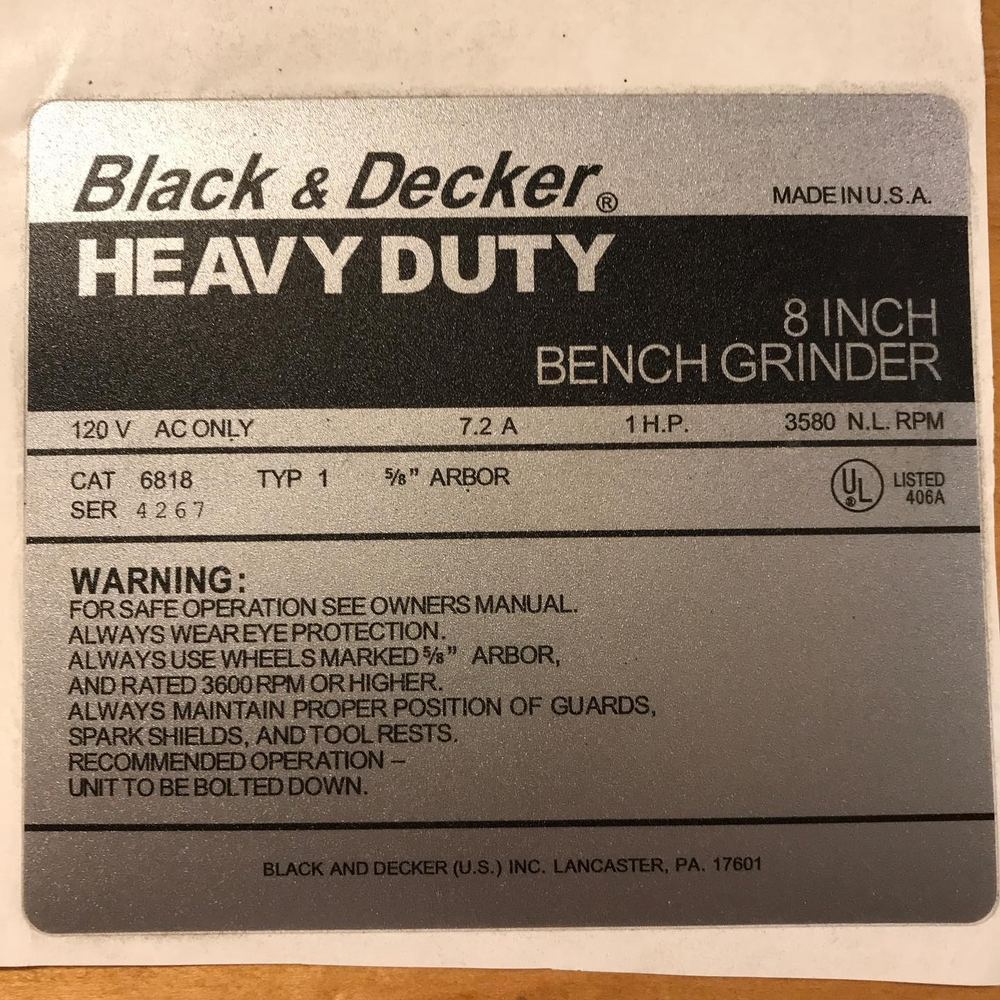 Black & Decker®
MADE IN U.S.A.
HEAVY DUTY
8 INCH
BENCH GRINDER
120 V AC ONLY 7.2 A 1 H.P. 3580 N.L. RPM
CAT 6818 TYP 1 5/8" ARBOR
SER 4267
UL® LISTED
406A
WARNING:
FOR SAFE OPERATION SEE OWNERS MANUAL.
ALWAYS WEAR EYE PROTECTION.
ALWAYS USE WHEELS MARKED 5/8" ARBOR,
AND RATED 3600 RPM OR HIGHER.
ALWAYS MAINTAIN PROPER POSITION OF GUARDS,
SPARK SHIELDS, AND TOOL RESTS.
RECOMMENDED OPERATION –
UNIT TO BE BOLTED DOWN.
BLACK AND DECKER (U.S.) INC. LANCASTER, PA. 17601